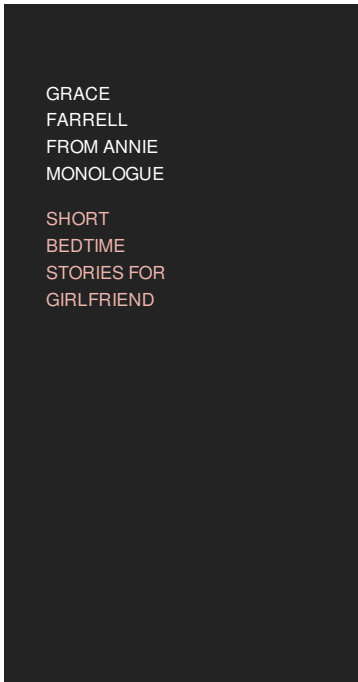 GRACE
FARRELL
FROM ANNIE
MONOLOGUE
SHORT
BEDTIME
STORIES FOR
GIRLFRIEND